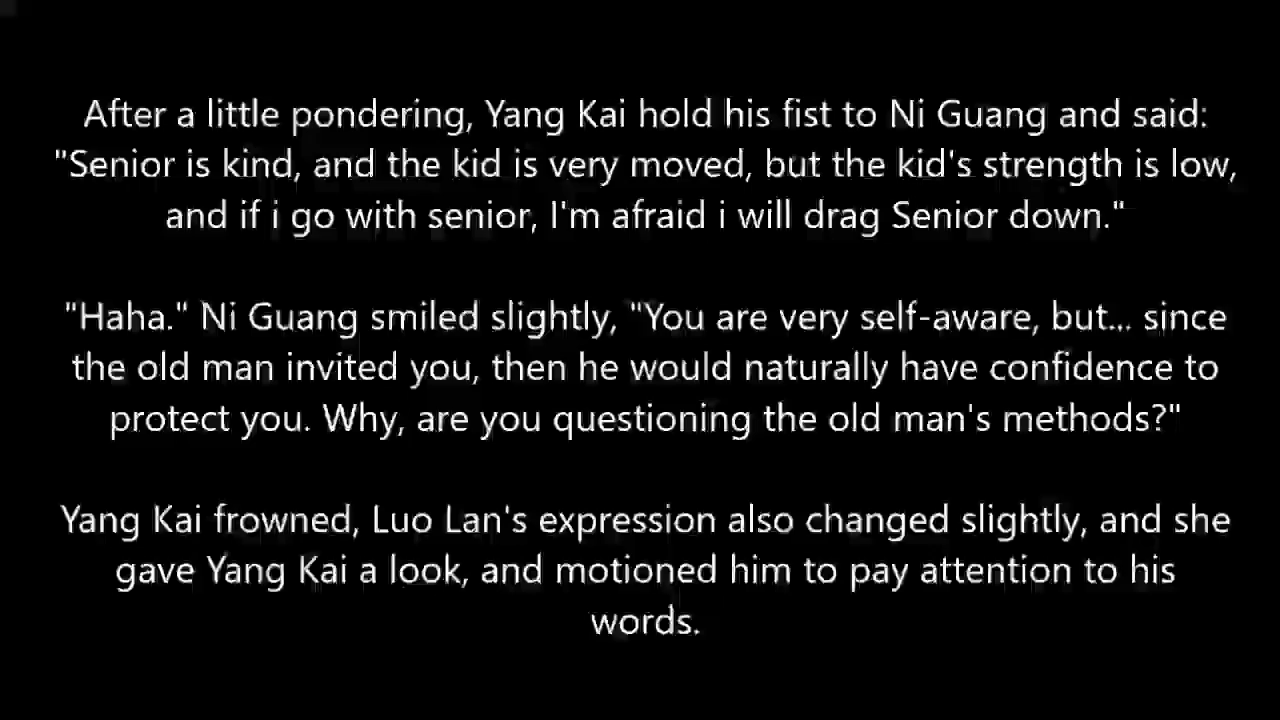 After a little pondering, Yang Kai hold his fist to Ni Guang and said:
"Senior is kind, and the kid is very moved, but the kid's strength is low,
and if i go with senior, I'm afraid i will drag Senior down."
"Haha." Ni Guang smiled slightly, "You are very self-aware, but... since
the old man invited you, then he would naturally have confidence to
protect you. Why, are you questioning the old man's methods?"
Yang Kai frowned, Luo Lan's expression also changed slightly, and she
gave Yang Kai a look, and motioned him to pay attention to his
words.